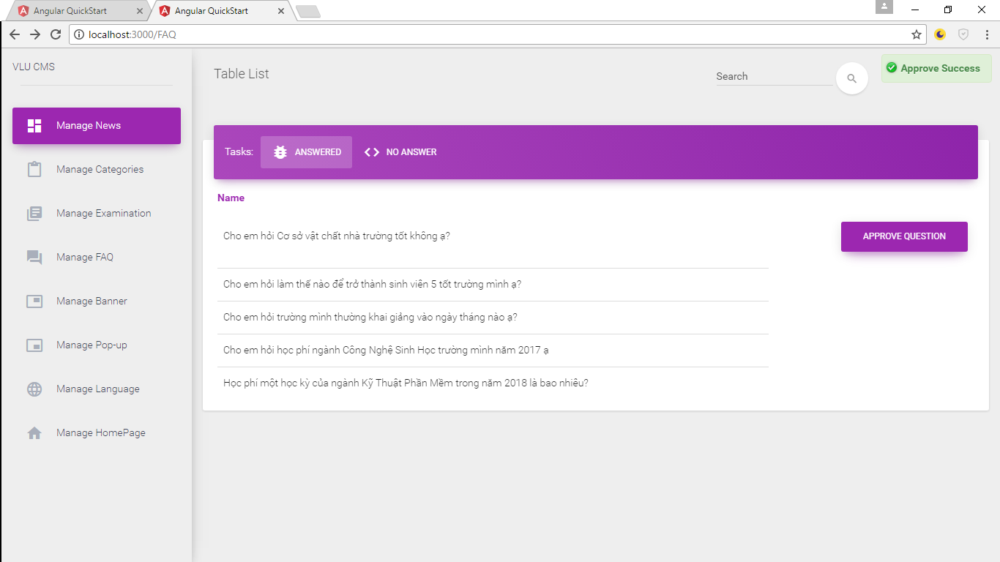 Angular QuickStart
Angular QuickStart
localhost:3000/FAQ
VLU CMS
Manage News
Manage Categories
Manage Examination
Manage FAQ
Manage Banner
Manage Pop-up
Manage Language
Manage HomePage
Table List
Search
Approve Success
Tasks: ANSWERED NO ANSWER
Name
Cho em hỏi Cơ sở vật chất nhà trường tốt không ạ?
APPROVE QUESTION
Cho em hỏi làm thế nào để trở thành sinh viên 5 tốt trường mình ạ?
Cho em hỏi trường mình thường khai giảng vào ngày tháng nào ạ?
Cho em hỏi học phí ngành Công Nghệ Sinh Học trường mình năm 2017 ạ
Học phí một học kỳ của ngành Kỹ Thuật Phần Mềm trong năm 2018 là bao nhiêu?